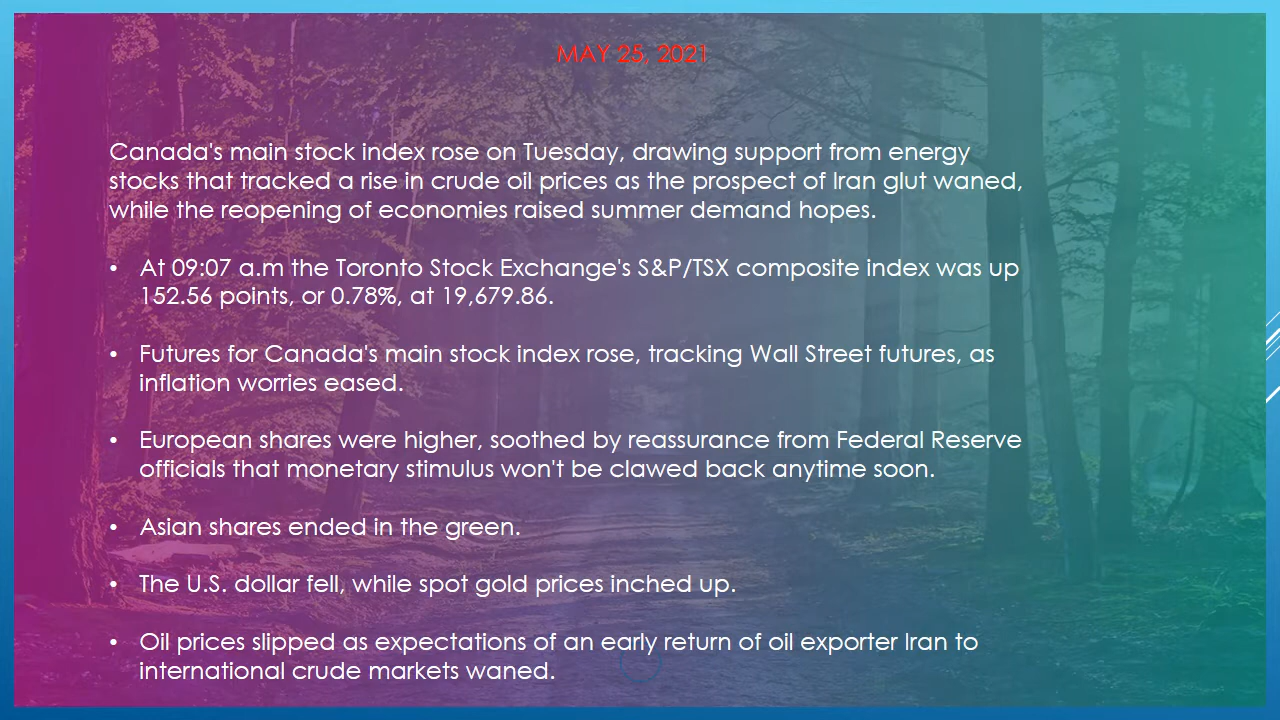 MAY 25, 2021
Canada's main stock index rose on Tuesday, drawing support from energy
stocks that tracked a rise in crude oil prices as the prospect of Iran glut waned,
while the reopening of economies raised summer demand hopes.
• At 09:07 a.m the Toronto Stock Exchange's S&P/TSX composite index was up
152.56 points, or 0.78%, at 19,679.86.
• Futures for Canada's main stock index rose, tracking Wall Street futures, as
inflation worries eased.
• European shares were higher, soothed by reassurance from Federal Reserve
officials that monetary stimulus won't be clawed back anytime soon.
• Asian shares ended in the green.
• The U.S. dollar fell, while spot gold prices inched up.
• Oil prices slipped as expectations of an early return of oil exporter Iran to
international crude markets waned.